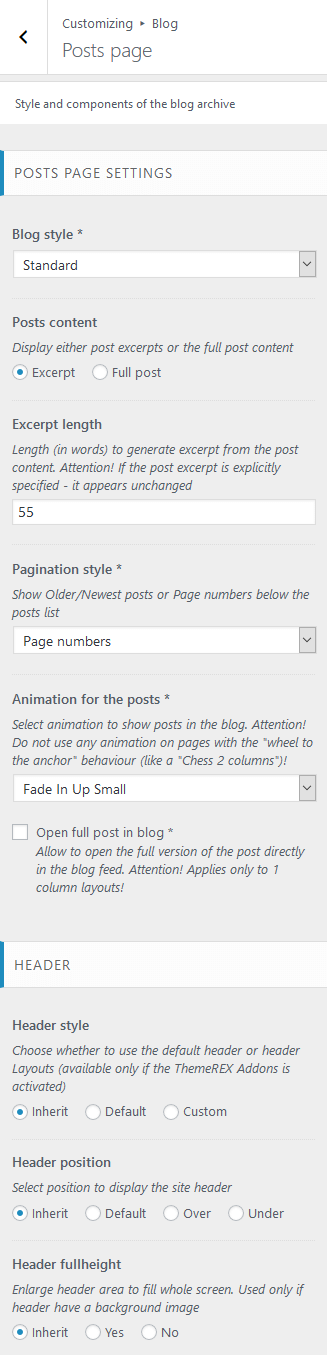 Customizing ▸ Blog
Posts page
Style and components of the blog archive
POSTS PAGE SETTINGS
Blog style *
Standard
Posts content
Display either post excerpts or the full post content
Excerpt Full post
Excerpt length
Length (in words) to generate excerpt from the post
content. Attention! If the post excerpt is explicitly
specified - it appears unchanged
55
Pagination style *
Show Older/Newest posts or Page numbers below the
posts list
Page numbers
Animation for the posts *
Select animation to show posts in the blog. Attention!
Do not use any animation on pages with the "wheel to
the anchor" behaviour (like a "Chess 2 columns")!
Fade In Up Small
Open full post in blog *
Allow to open the full version of the post directly
in the blog feed. Attention! Applies only to 1
column layouts!
HEADER
Header style
Choose whether to use the default header or header
Layouts (available only if the ThemeREX Addons is
activated)
Inherit Default Custom
Header position
Select position to display the site header
Inherit Default Over Under
Header fullheight
Enlarge header area to fill whole screen. Used only if
header have a background image
Inherit Yes No